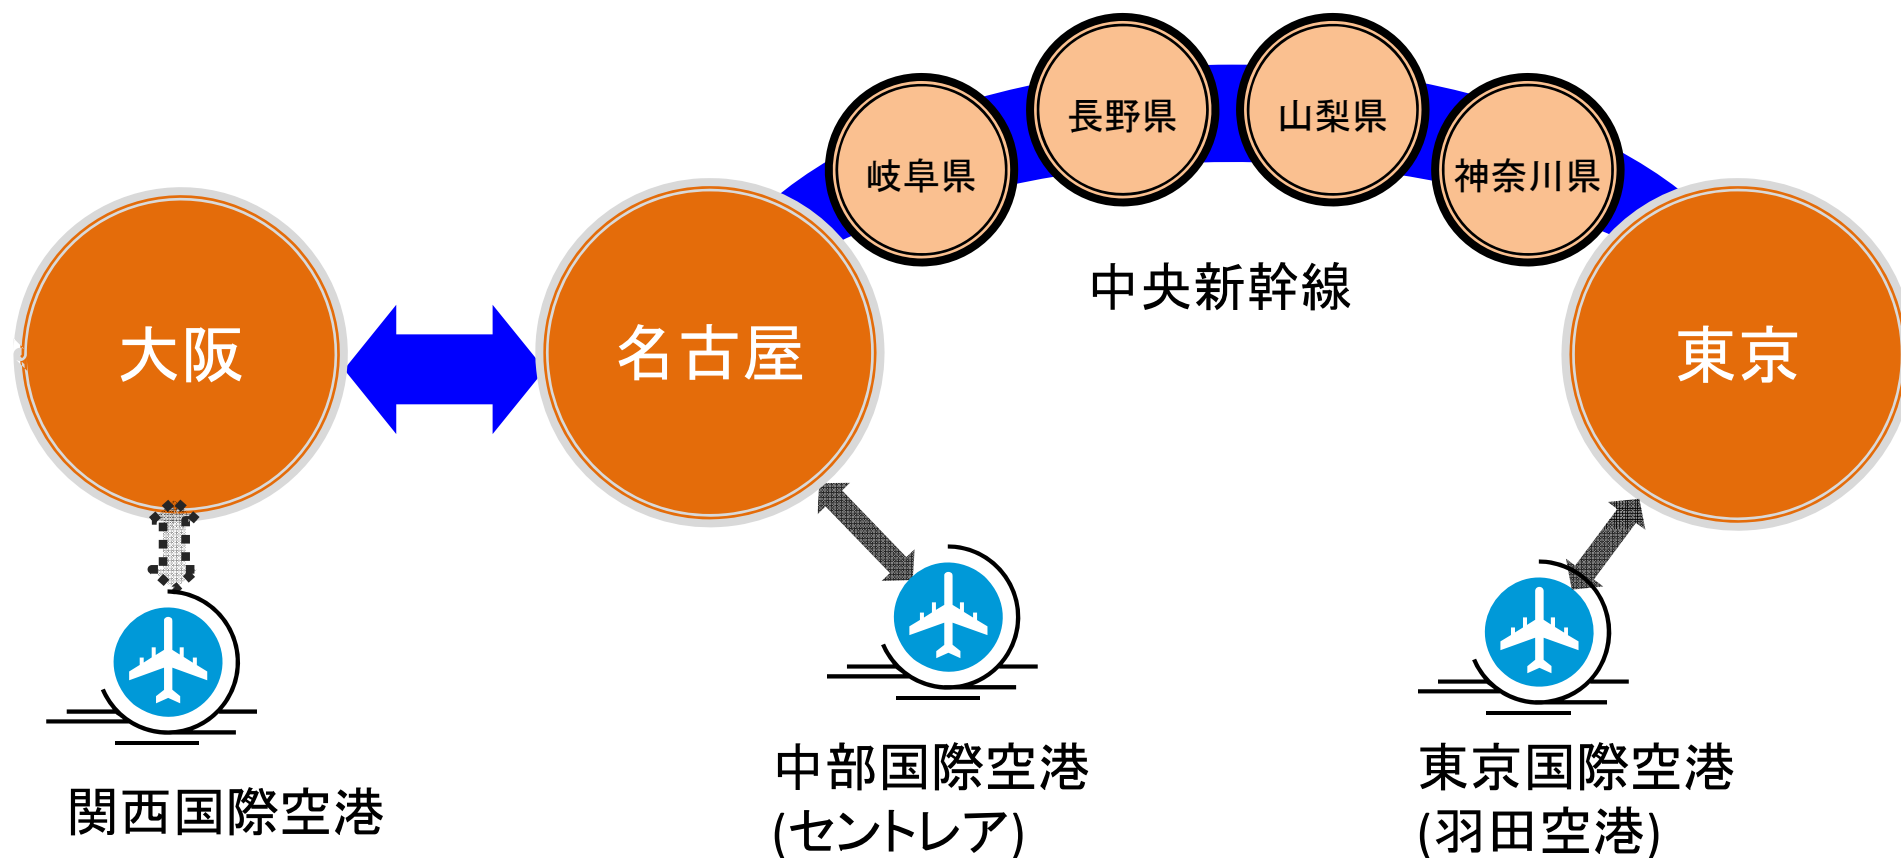 長野県
山梨県
岐阜県
神奈川県
中央新幹線
大阪
名古屋
東京
関西国際空港
中部国際空港
(セントレア)
東京国際空港
(羽田空港)